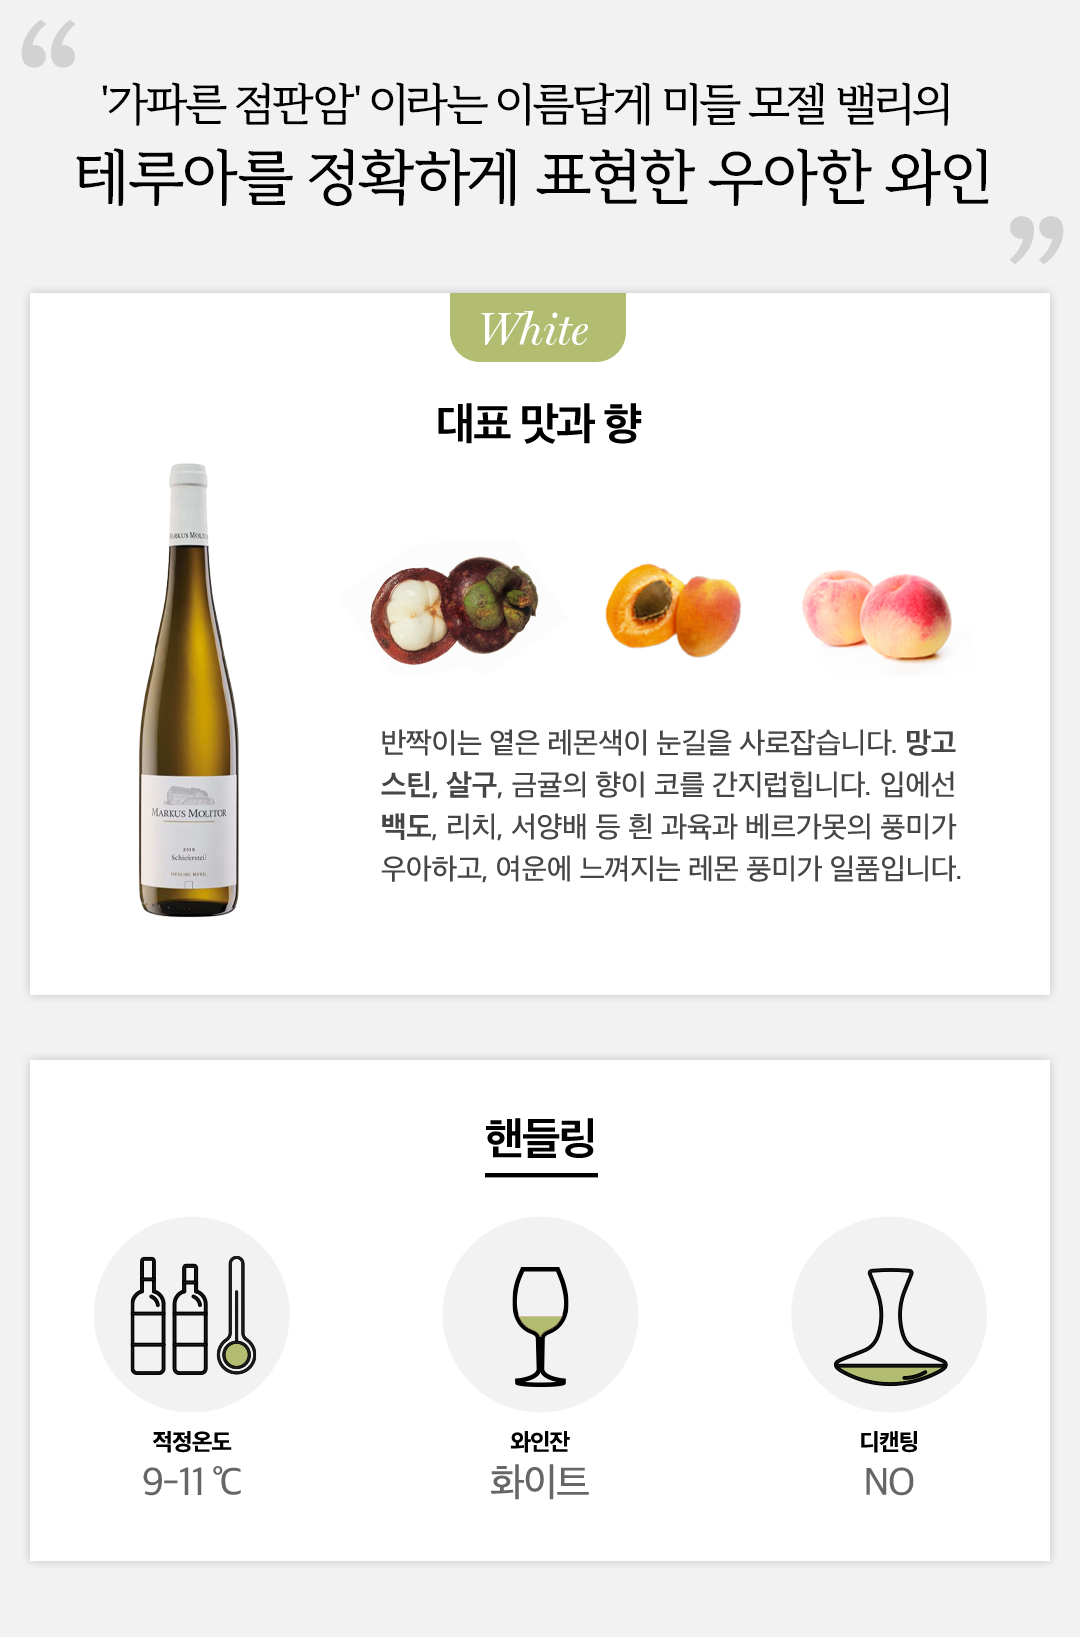 '가파른 점판암' 이라는 이름답게 미들 모젤 밸리의
테루아를 정확하게 표현한 우아한 와인
White
대표 맛과 향
MARKUS MOLITOR
MARKUS MOLITOR
2018
Schiefersteil
RIESLING MOSEL
반짝이는 옅은 레몬색이 눈길을 사로잡습니다. 망고
스틴, 살구, 금귤의 향이 코를 간지럽힙니다. 입에선
백도, 리치, 서양배 등 흰 과육과 베르가못의 풍미가
우아하고, 여운에 느껴지는 레몬 풍미가 일품입니다.
핸들링
적정온도
9-11 ℃
와인잔
화이트
디캔팅
NO